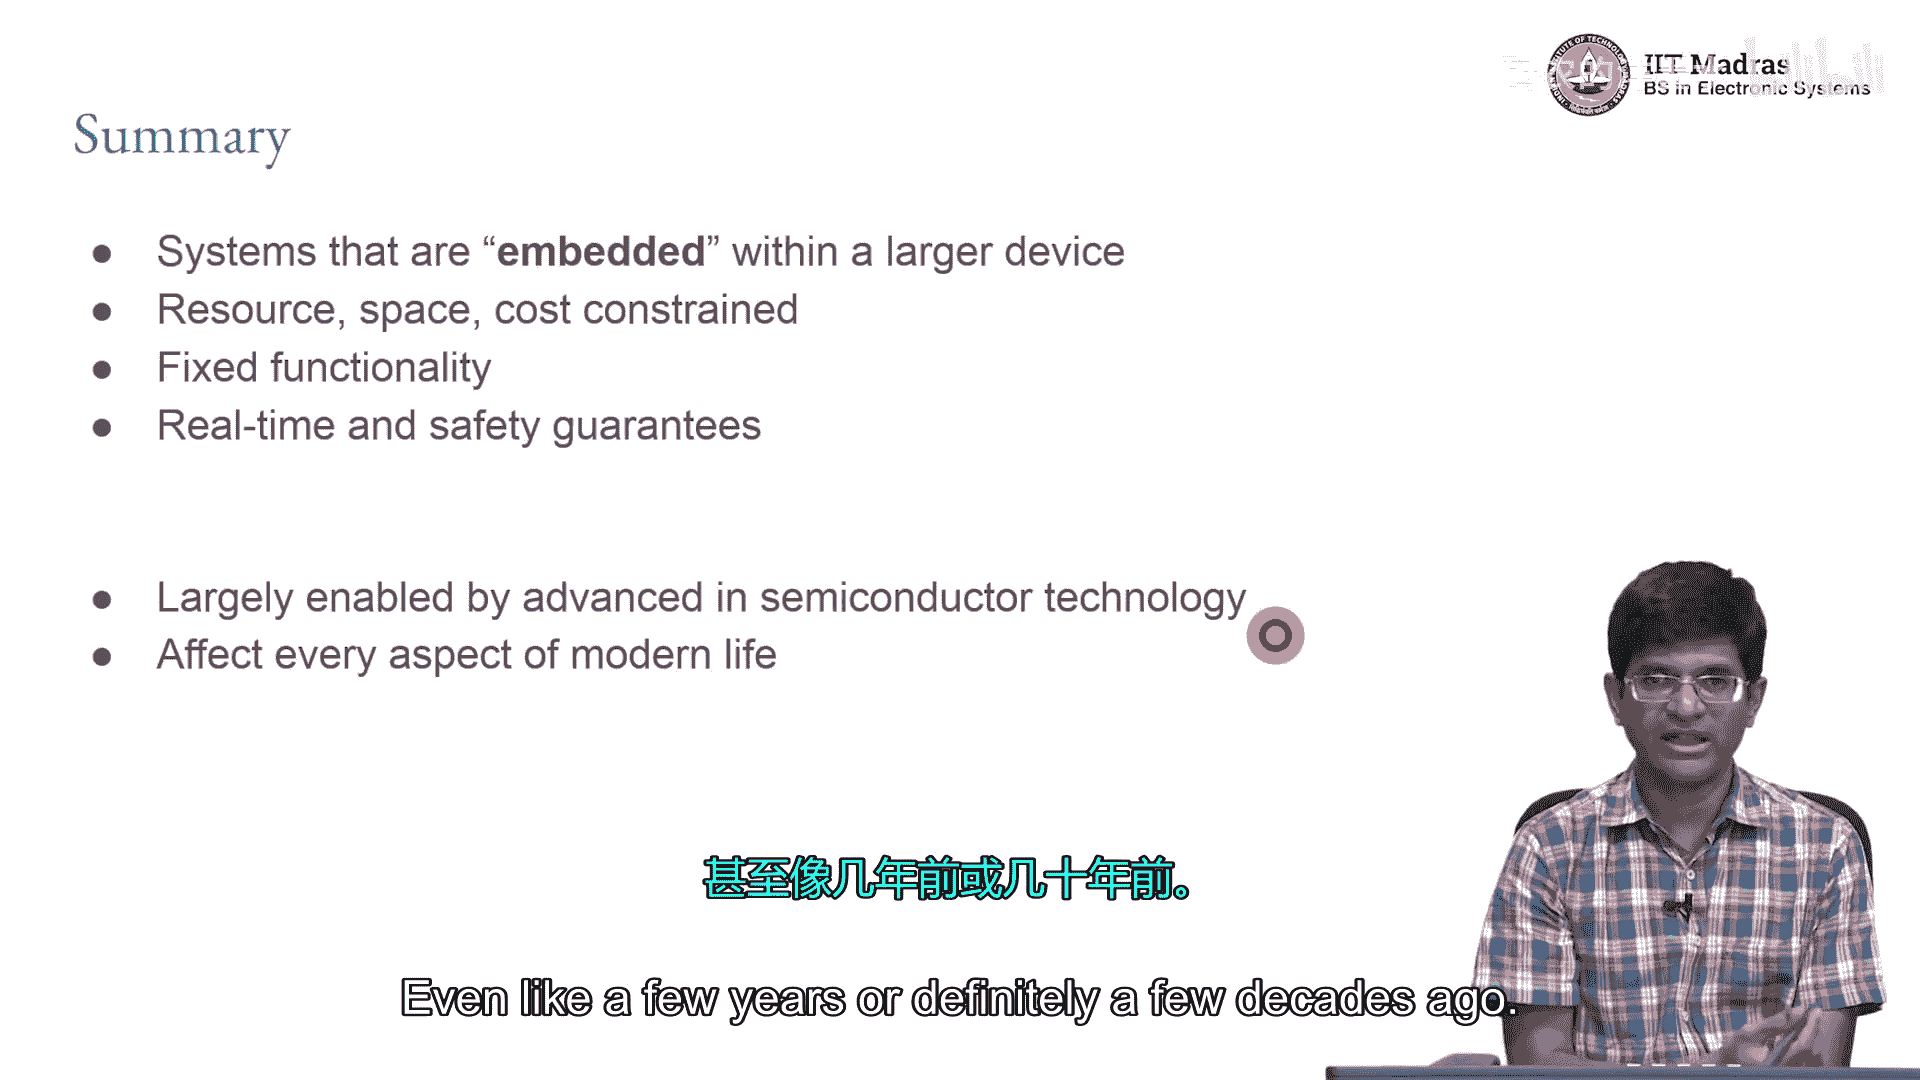 IIT Madras
BS in Electronic Systems
Summary
● Systems that are “embedded” within a larger device
● Resource, space, cost constrained
● Fixed functionality
● Real-time and safety guarantees
● Largely enabled by advanced in semiconductor technology
● Affect every aspect of modern life
甚至像几年前或几十年前。
Even like a few years or definitely a few decades ago.